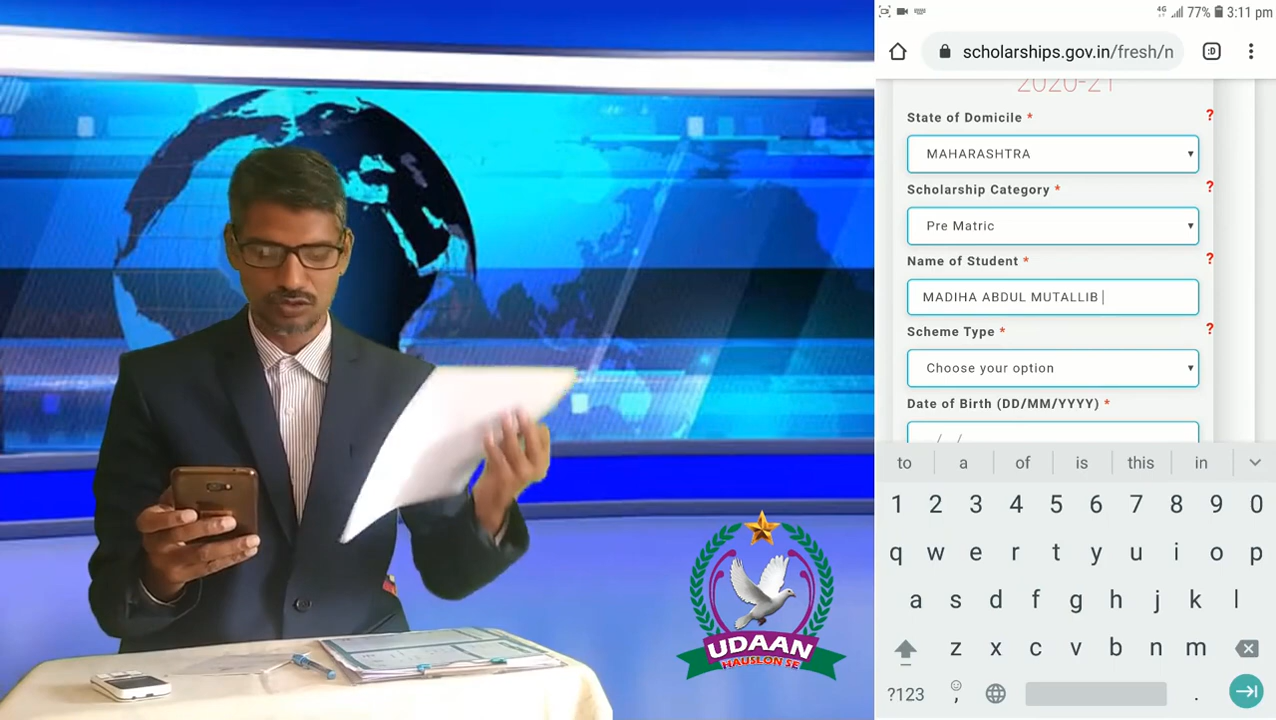 4G 77% 3:11 pm
scholarships.gov.in/fresh/n :D
2020-21
State of Domicile * ?
MAHARASHTRA
Scholarship Category * ?
Pre Matric
Name of Student * ?
MADIHA ABDUL MUTALLIB
Scheme Type * ?
Choose your option
Date of Birth (DD/MM/YYYY) *
/ /
to a of is this in
1 2 3 4 5 6 7 8 9 0
q w e r t y u i o p
a s d f g h j k l
z x c v b n m
?123 , .
UDAAN
HAUSLON SE